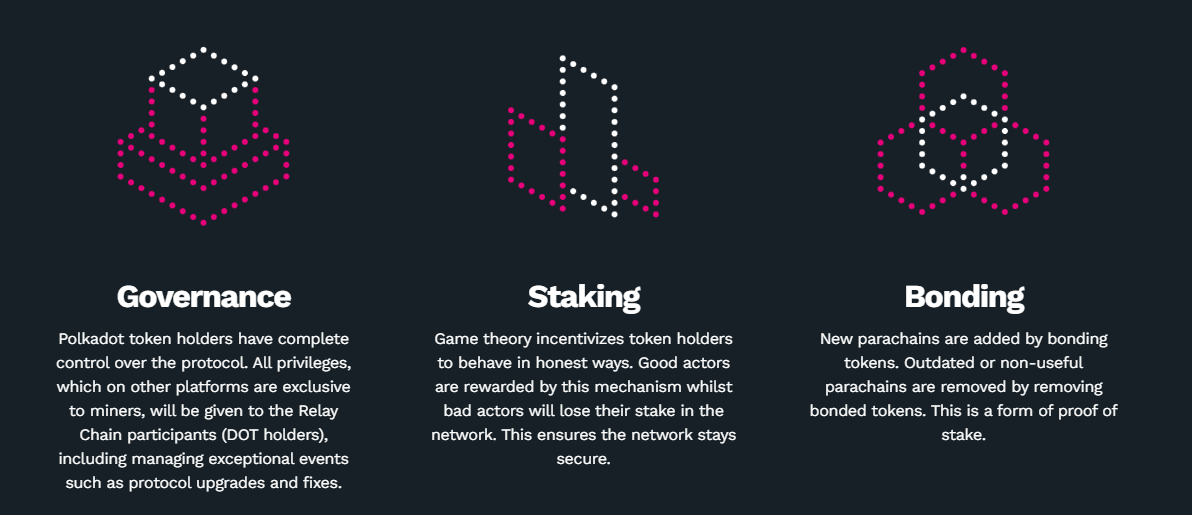 Governance
Polkadot token holders have complete
control over the protocol. All privileges,
which on other platforms are exclusive
to miners, will be given to the Relay
Chain participants (DOT holders),
including managing exceptional events
such as protocol upgrades and fixes.
Staking
Game theory incentivizes token holders
to behave in honest ways. Good actors
are rewarded by this mechanism whilst
bad actors will lose their stake in the
network. This ensures the network stays
secure.
Bonding
New parachains are added by bonding
tokens. Outdated or non-useful
parachains are removed by removing
bonded tokens. This is a form of proof of
stake.